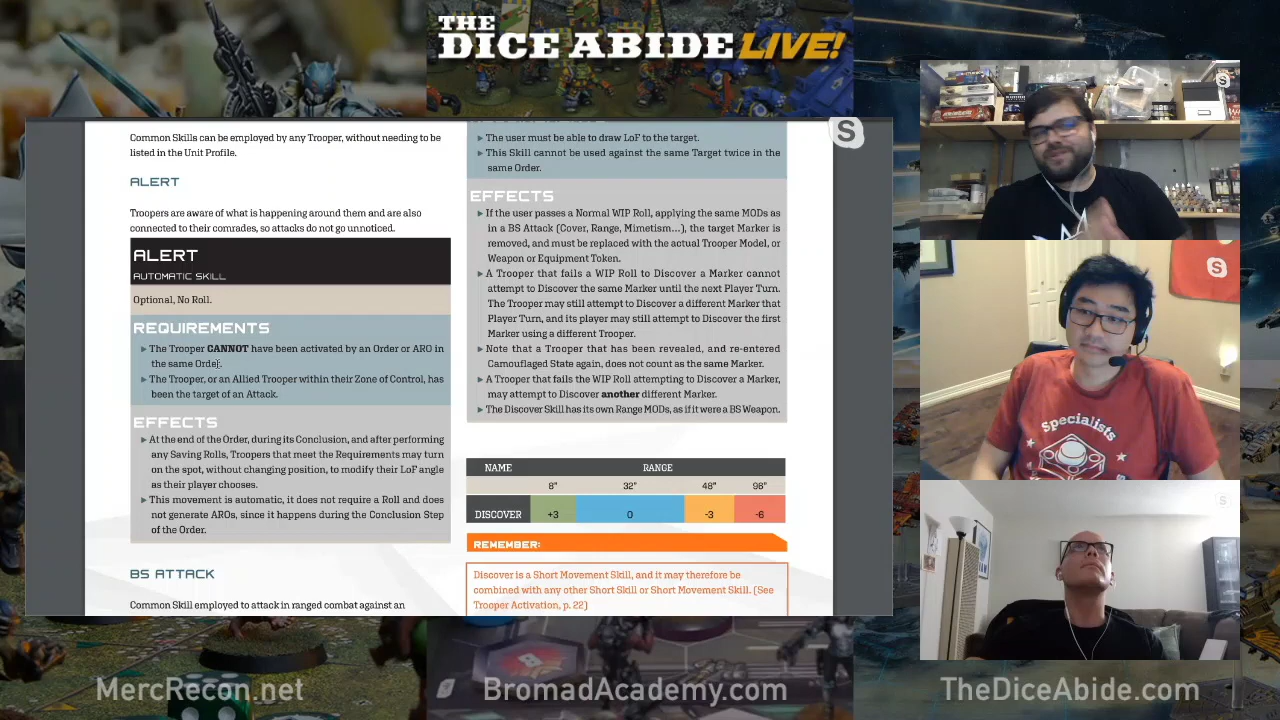 THE
DICE ABIDE LIVE!
Common Skills can be employed by any Trooper, without needing to be
listed in the Unit Profile.
ALERT
Troopers are aware of what is happening around them and are also
connected to their comrades, so attacks do not go unnoticed.
ALERT
AUTOMATIC SKILL
Optional, No Roll.
REQUIREMENTS
▶ The Trooper CANNOT have been activated by an Order or ARO in
the same Order.
▶ The Trooper, or an Allied Trooper within their Zone of Control, has
been the target of an Attack.
EFFECTS
▶ At the end of the Order, during its Conclusion, and after performing
any Saving Rolls, Troopers that meet the Requirements may turn
on the spot, without changing position, to modify their LoF angle
as their player chooses.
▶ This movement is automatic, it does not require a Roll and does
not generate AROs, since it happens during the Conclusion Step
of the Order.
BS ATTACK
Common Skill employed to attack in ranged combat against an
▶ The user must be able to draw LoF to the target.
▶ This Skill cannot be used against the same Target twice in the
same Order.
EFFECTS
▶ If the user passes a Normal WIP Roll, applying the same MODs as
in a BS Attack (Cover, Range, Mimetism...), the target Marker is
removed, and must be replaced with the actual Trooper Model, or
Weapon or Equipment Token.
▶ A Trooper that fails a WIP Roll to Discover a Marker cannot
attempt to Discover the same Marker until the next Player Turn.
The Trooper may still attempt to Discover a different Marker that
Player Turn, and its player may still attempt to Discover the first
Marker using a different Trooper.
▶ Note that a Trooper that has been revealed, and re-entered
Camouflaged State again, does not count as the same Marker.
▶ A Trooper that fails the WIP Roll attempting to Discover a Marker,
may attempt to Discover another different Marker.
▶ The Discover Skill has its own Range MODs, as if it were a BS Weapon.
NAME RANGE
8" 32" 48" 96"
DISCOVER +3 0 -3 -6
REMEMBER:
Discover is a Short Movement Skill, and it may therefore be
combined with any other Short Skill or Short Movement Skill. (See
Trooper Activation, p. 22)
S
S
S
S
Specialists
MercRecon.net
BromadAcademy.com
TheDiceAbide.com